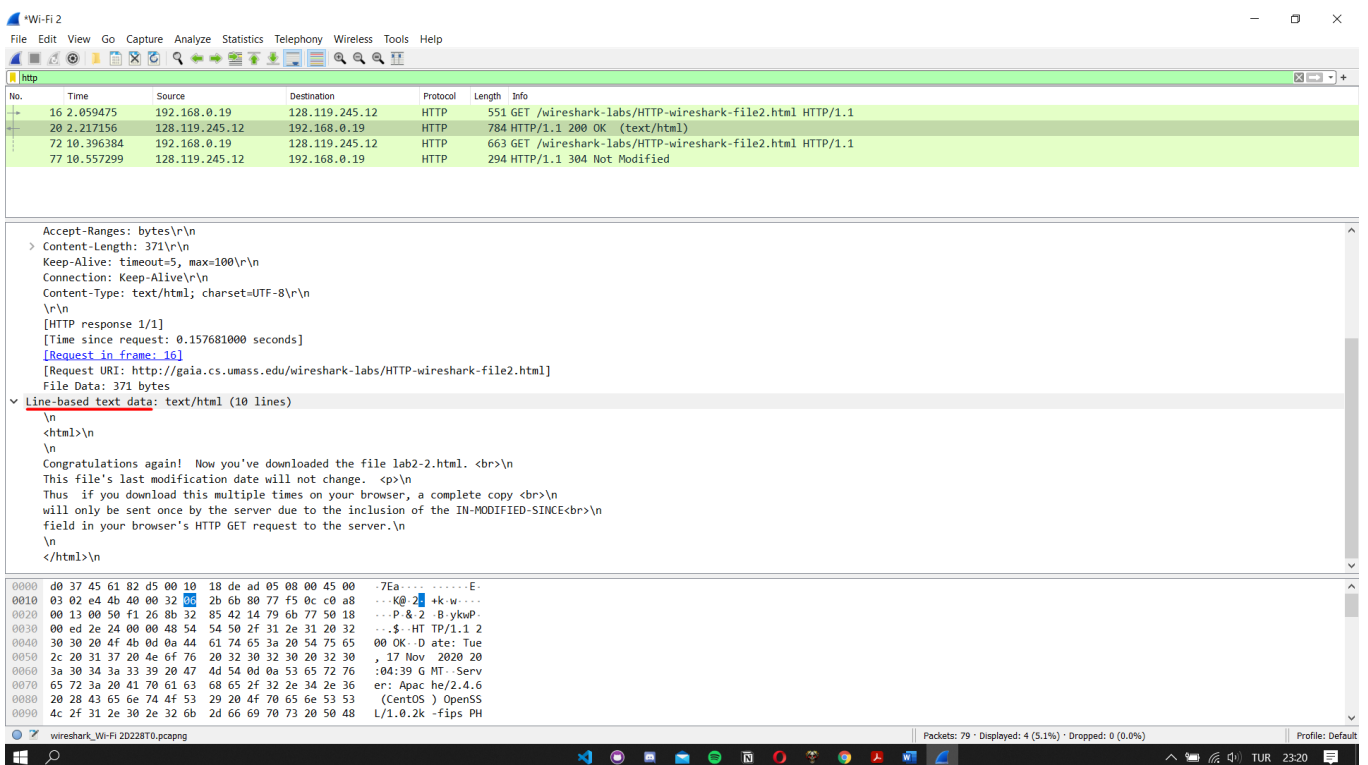 *Wi-Fi 2
File Edit View Go Capture Analyze Statistics Telephony Wireless Tools Help
http
No. Time Source Destination Protocol Length Info
16 2.059475 192.168.0.19 128.119.245.12 HTTP 551 GET /wireshark-labs/HTTP-wireshark-file2.html HTTP/1.1
20 2.217156 128.119.245.12 192.168.0.19 HTTP 784 HTTP/1.1 200 OK (text/html)
72 10.396384 192.168.0.19 128.119.245.12 HTTP 663 GET /wireshark-labs/HTTP-wireshark-file2.html HTTP/1.1
77 10.557299 128.119.245.12 192.168.0.19 HTTP 294 HTTP/1.1 304 Not Modified
Accept-Ranges: bytes\r\n
Content-Length: 371\r\n
Keep-Alive: timeout=5, max=100\r\n
Connection: Keep-Alive\r\n
Content-Type: text/html; charset=UTF-8\r\n
\r\n
[HTTP response 1/1]
[Time since request: 0.157681000 seconds]
[Request in frame: 16]
[Request URI: http://gaia.cs.umass.edu/wireshark-labs/HTTP-wireshark-file2.html]
File Data: 371 bytes
Line-based text data: text/html (10 lines)
\n
<html>\n
\n
Congratulations again!  Now you've downloaded the file lab2-2.html. <br>\n
This file's last modification date will not change.  <p>\n
Thus  if you download this multiple times on your browser, a complete copy <br>\n
will only be sent once by the server due to the inclusion of the IN-MODIFIED-SINCE<br>\n
field in your browser's HTTP GET request to the server.\n
\n
</html>\n
0000 d0 37 45 61 82 d5 00 10 18 de ad 05 08 00 45 00 ·7Ea···· ······E·
0010 03 02 e4 4b 40 00 32 06 2b 6b 80 77 f5 0c c0 a8 ···K@·2· +k·w····
0020 00 13 00 50 f1 26 8b 32 85 42 14 79 6b 77 50 18 ···P·&·2 ·B·ykwP·
0030 00 ed 2e 24 00 00 48 54 54 50 2f 31 2e 31 20 32 ··.$··HT TP/1.1 2
0040 30 30 20 4f 4b 0d 0a 44 61 74 65 3a 20 54 75 65 00 OK··D ate: Tue
0050 2c 20 31 37 20 4e 6f 76 20 32 30 32 30 20 32 30 , 17 Nov 2020 20
0060 3a 30 34 3a 33 39 20 47 4d 54 0d 0a 53 65 72 76 :04:39 G MT··Serv
0070 65 72 3a 20 41 70 61 63 68 65 2f 32 2e 34 2e 36 er: Apac he/2.4.6
0080 20 28 43 65 6e 74 4f 53 29 20 4f 70 65 6e 53 53 (CentOS ) OpenSS
0090 4c 2f 31 2e 30 2e 32 6b 2d 66 69 70 73 20 50 48 L/1.0.2k -fips PH
wireshark_Wi-Fi 2D228T0.pcapng Packets: 79 · Displayed: 4 (5.1%) · Dropped: 0 (0.0%) Profile: Default
TUR 23:20